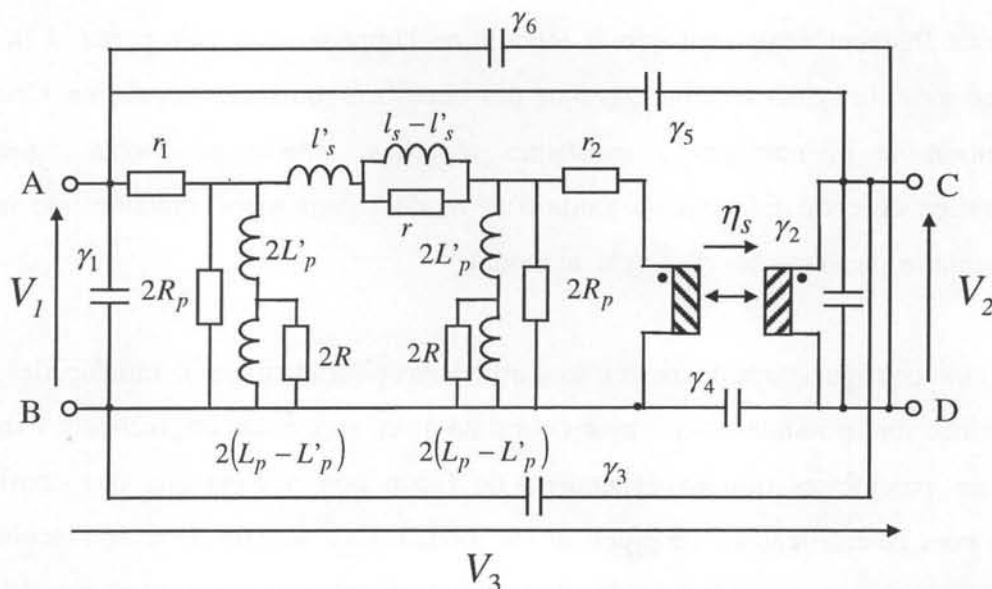 γ₆
γ₅
r₁
l'ₛ
lₛ – l'ₛ
r
r₂
A
C
γ₁
V₁
2Rₚ
2L'ₚ
2R
2(Lₚ – L'ₚ)
2L'ₚ
2R
2(Lₚ – L'ₚ)
2Rₚ
ηₛ
γ₂
V₂
B
γ₄
D
γ₃
V₃